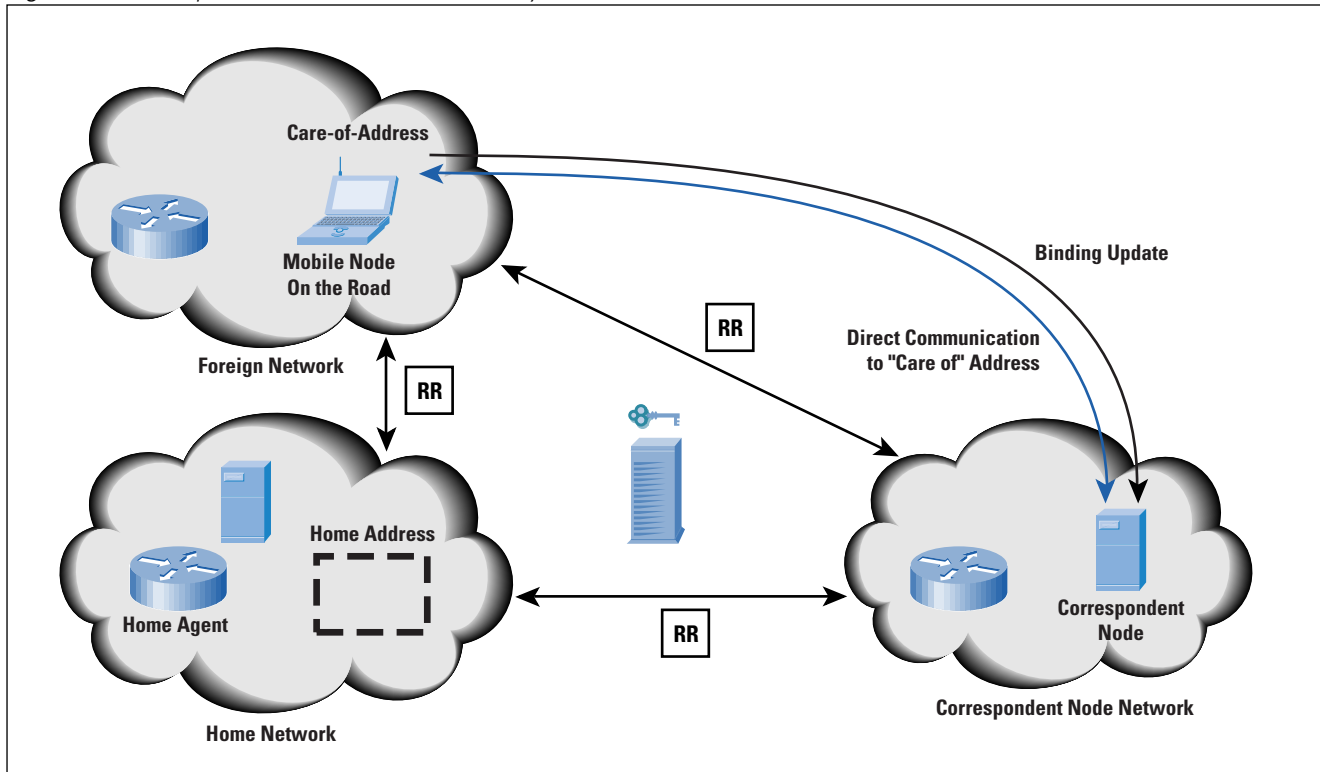 Care-of-Address
Mobile Node
On the Road
Foreign Network
Binding Update
RR
Direct Communication
to "Care of" Address
RR
Home Address
Home Agent
RR
Correspondent
Node
Home Network
Correspondent Node Network